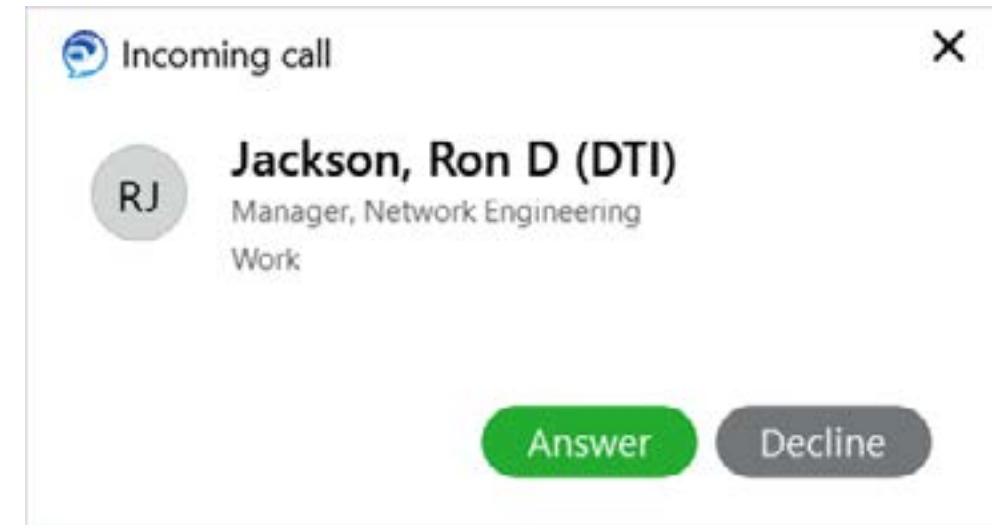 Incoming call
RJ
Jackson, Ron D (DTI)
Manager, Network Engineering
Work
Answer Decline